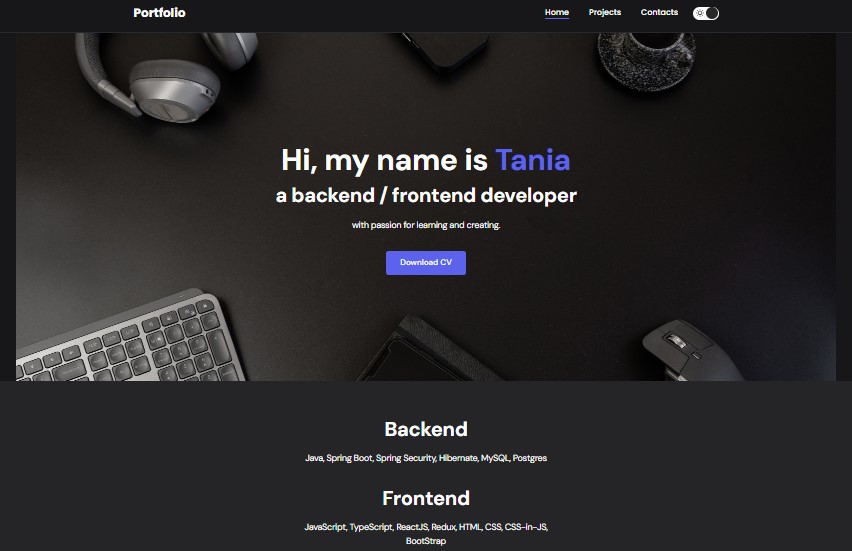 Portfolio
Home Projects Contacts
Hi, my name is Tania
a backend / frontend developer
with passion for learning and creating.
Download CV
Backend
Java, Spring Boot, Spring Security, Hibernate, MySQL, Postgres
Frontend
JavaScript, TypeScript, ReactJS, Redux, HTML, CSS, CSS-in-JS,
BootStrap